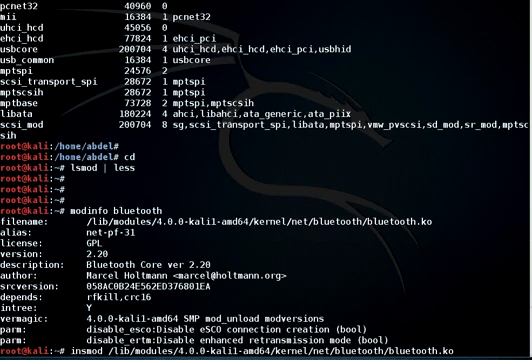 pcnet32 40960 0
mii 16384 1 pcnet32
uhci_hcd 45056 0
ehci_hcd 77824 1 ehci_pci
usbcore 200704 4 uhci_hcd,ehci_hcd,ehci_pci,usbhid
usb_common 16384 1 usbcore
mptspi 24576 2
scsi_transport_spi 28672 1 mptspi
mptscsih 28672 1 mptspi
mptbase 73728 2 mptspi,mptscsih
libata 180224 4 ahci,libahci,ata_generic,ata_piix
scsi_mod 200704 8 sg,scsi_transport_spi,libata,mptspi,vmw_pvscsi,sd_mod,sr_mod,mptsc
sih
root@kali:/home/abdel#
root@kali:/home/abdel# cd
root@kali:~# lsmod | less
root@kali:~#
root@kali:~#
root@kali:~#
root@kali:~# modinfo bluetooth
filename: /lib/modules/4.0.0-kali1-amd64/kernel/net/bluetooth/bluetooth.ko
alias: net-pf-31
license: GPL
version: 2.20
description: Bluetooth Core ver 2.20
author: Marcel Holtmann <marcel@holtmann.org>
srcversion: 058AC0B24E562ED376801EA
depends: rfkill,crc16
intree: Y
vermagic: 4.0.0-kali1-amd64 SMP mod_unload modversions
parm: disable_esco:Disable eSCO connection creation (bool)
parm: disable_ertm:Disable enhanced retransmission mode (bool)
root@kali:~# insmod /lib/modules/4.0.0-kali1-amd64/kernel/net/bluetooth/bluetooth.ko